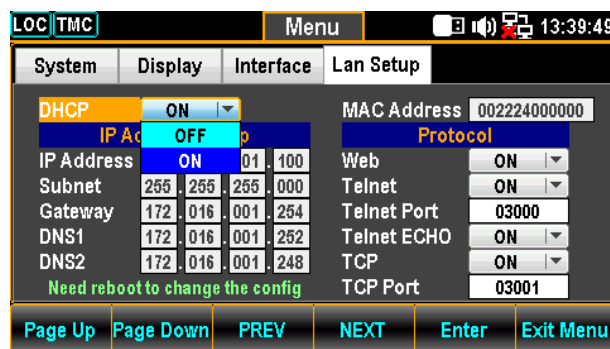 LOC TMC Menu 13:39:49
System Display Interface Lan Setup
DHCP ON MAC Address 002224000000
OFF
IP Ad p Protocol
IP Address ON 01 . 100 Web ON
Subnet 255 . 255 . 255 . 000 Telnet ON
Gateway 172 . 016 . 001 . 254 Telnet Port 03000
DNS1 172 . 016 . 001 . 252 Telnet ECHO ON
DNS2 172 . 016 . 001 . 248 TCP ON
Need reboot to change the config TCP Port 03001
Page Up Page Down PREV NEXT Enter Exit Menu